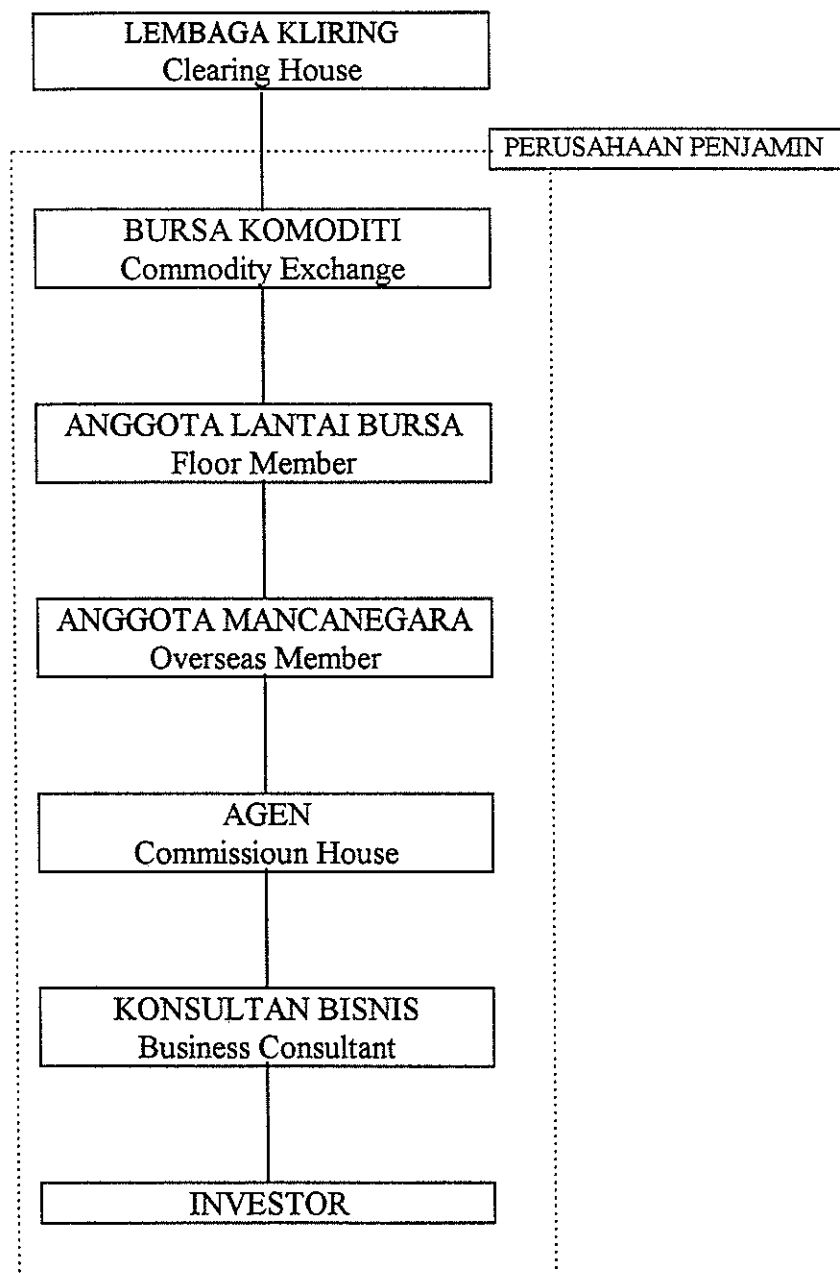 LEMBAGA KLIRING
Clearing House
PERUSAHAAN PENJAMIN
BURSA KOMODITI
Commodity Exchange
ANGGOTA LANTAI BURSA
Floor Member
ANGGOTA MANCANEGARA
Overseas Member
AGEN
Commissioun House
KONSULTAN BISNIS
Business Consultant
INVESTOR